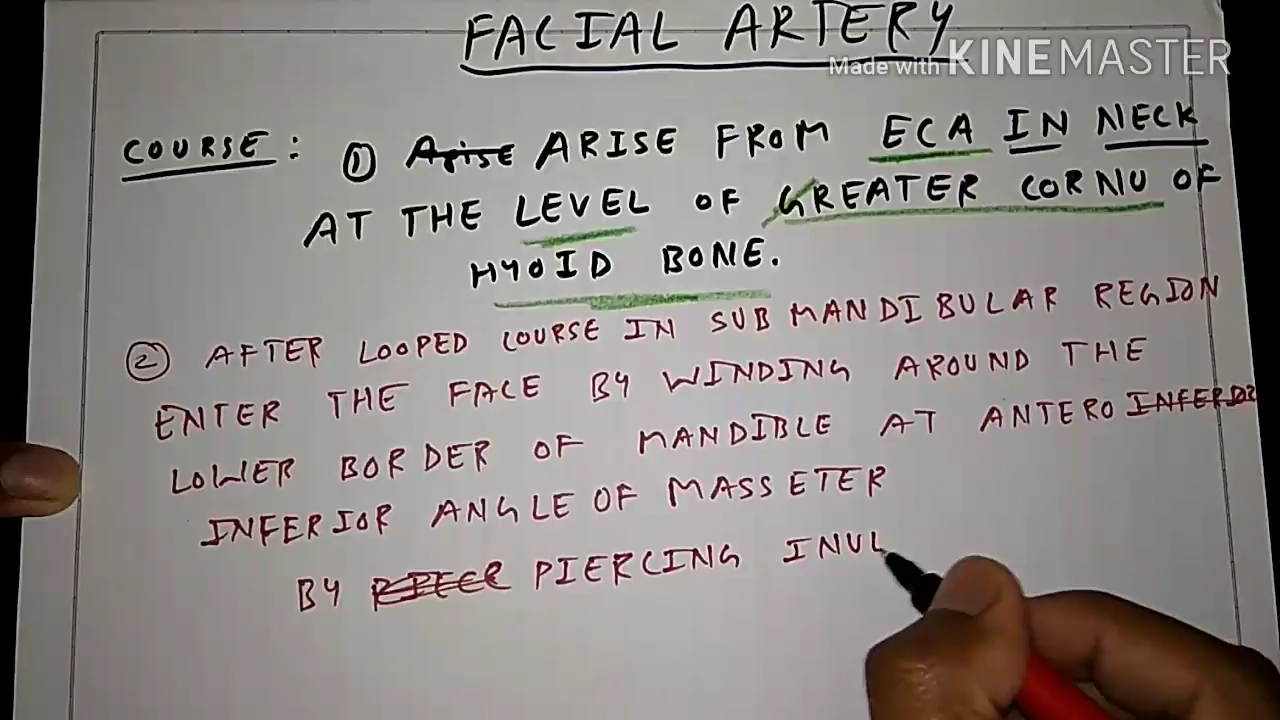 FACIAL ARTERY
Made with KINEMASTER
COURSE : ① Arise ARISE FROM ECA IN NECK
AT THE LEVEL OF GREATER CORNU OF
HYOID BONE.
② AFTER LOOPED COURSE IN SUBMANDIBULAR REGION
ENTER THE FACE BY WINDING AROUND THE
LOWER BORDER OF MANDIBLE AT ANTERO INFERIOR
INFERIOR ANGLE OF MASSETER
BY PIERCING INVL